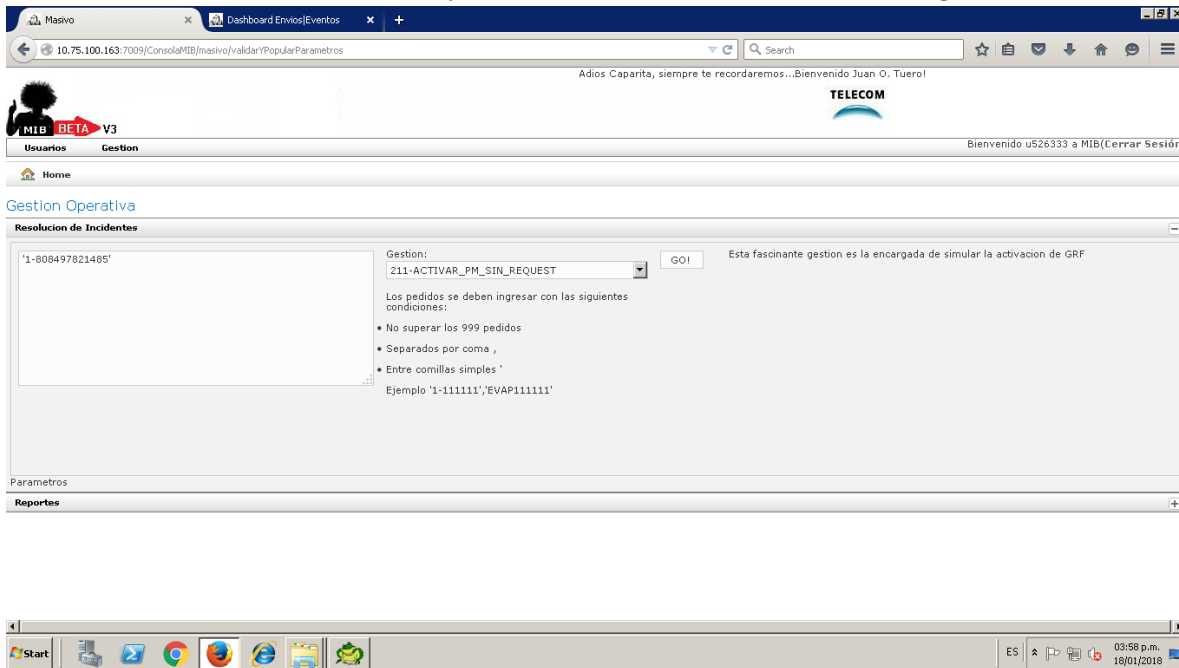 Masivo
Dashboard Envios|Eventos
10.75.100.163:7009/ConsolaMIB/masivo/validarYPopularParametros
Search
Adios Caparita, siempre te recordaremos...Bienvenido Juan O. Tuero!
TELECOM
MIB BETA V3
Usuarios Gestion
Bienvenido u526333 a MIB(Cerrar Sesión
Home
Gestion Operativa
Resolucion de Incidentes
'1-808497821485'
Gestion:
211-ACTIVAR_PM_SIN_REQUEST
GO!
Esta fascinante gestion es la encargada de simular la activacion de GRF
Los pedidos se deben ingresar con las siguientes
condiciones:
• No superar los 999 pedidos
• Separados por coma ,
• Entre comillas simples '
Ejemplo '1-111111','EVAP111111'
Parametros
Reportes
Start
ES
03:58 p.m.
18/01/2018